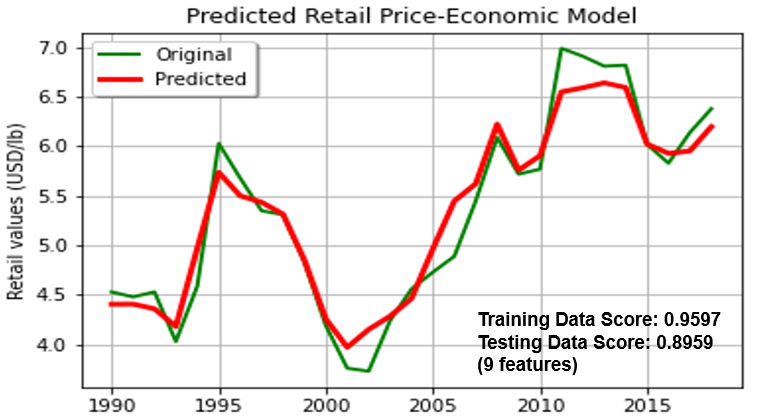 Predicted Retail Price-Economic Model
Original
Predicted
Retail values (USD/lb)
7.0
6.5
6.0
5.5
5.0
4.5
4.0
Training Data Score: 0.9597
Testing Data Score: 0.8959
(9 features)
1990 1995 2000 2005 2010 2015